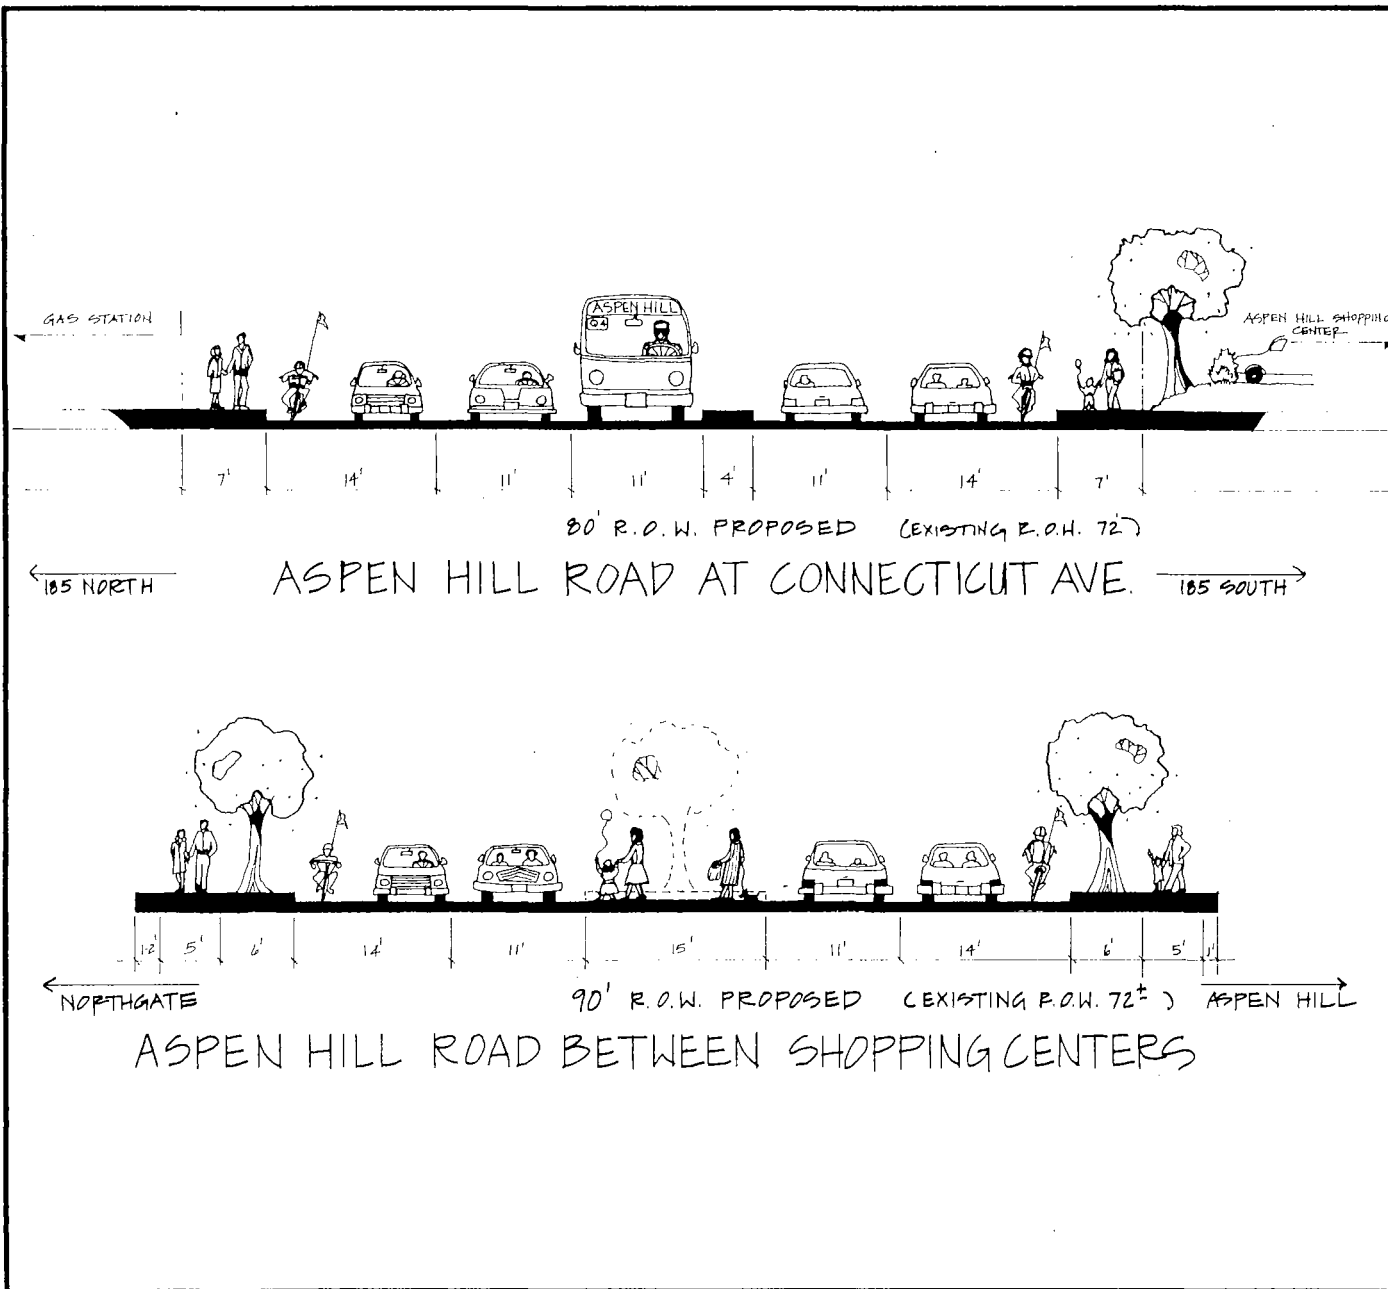 GAS STATION
ASPEN HILL
Q4
ASPEN HILL SHOPPING
CENTER
7' 14' 11' 11' 4' 11' 14' 7'
80' R.O.W. PROPOSED (EXISTING R.O.W. 72')
185 NORTH
ASPEN HILL ROAD AT CONNECTICUT AVE.
185 SOUTH
1-2' 5' 6' 14' 11' 15' 11' 14' 6' 5' 1'
NORTHGATE
90' R.O.W. PROPOSED (EXISTING R.O.W. 72±)
ASPEN HILL
ASPEN HILL ROAD BETWEEN SHOPPING CENTERS